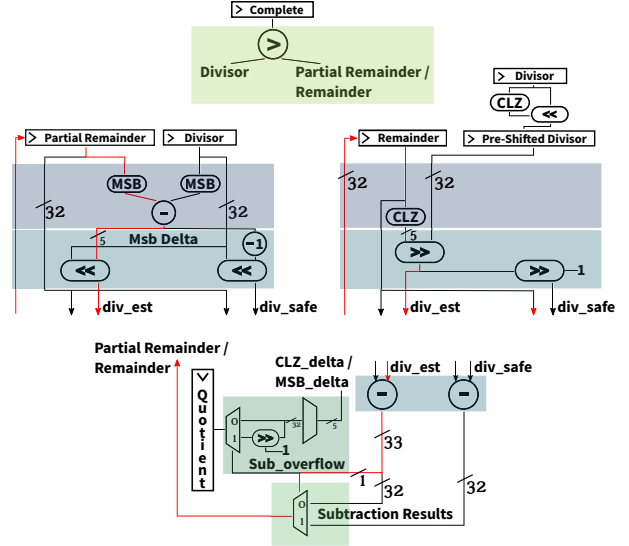 Complete
>
Divisor
Partial Remainder /
Remainder
Divisor
CLZ
<<
Pre-Shifted Divisor
Partial Remainder
Divisor
MSB
MSB
32
-
32
5
Msb Delta
-1
<<
<<
div_est
div_safe
Remainder
32
32
CLZ
5
>>
>>
1
div_est
div_safe
Partial Remainder /
Remainder
Quotient
CLZ_delta /
MSB_delta
0
1
>>
32
5
1
Sub_overflow
div_est
div_safe
-
-
33
1
32
32
0
1
Subtraction Results